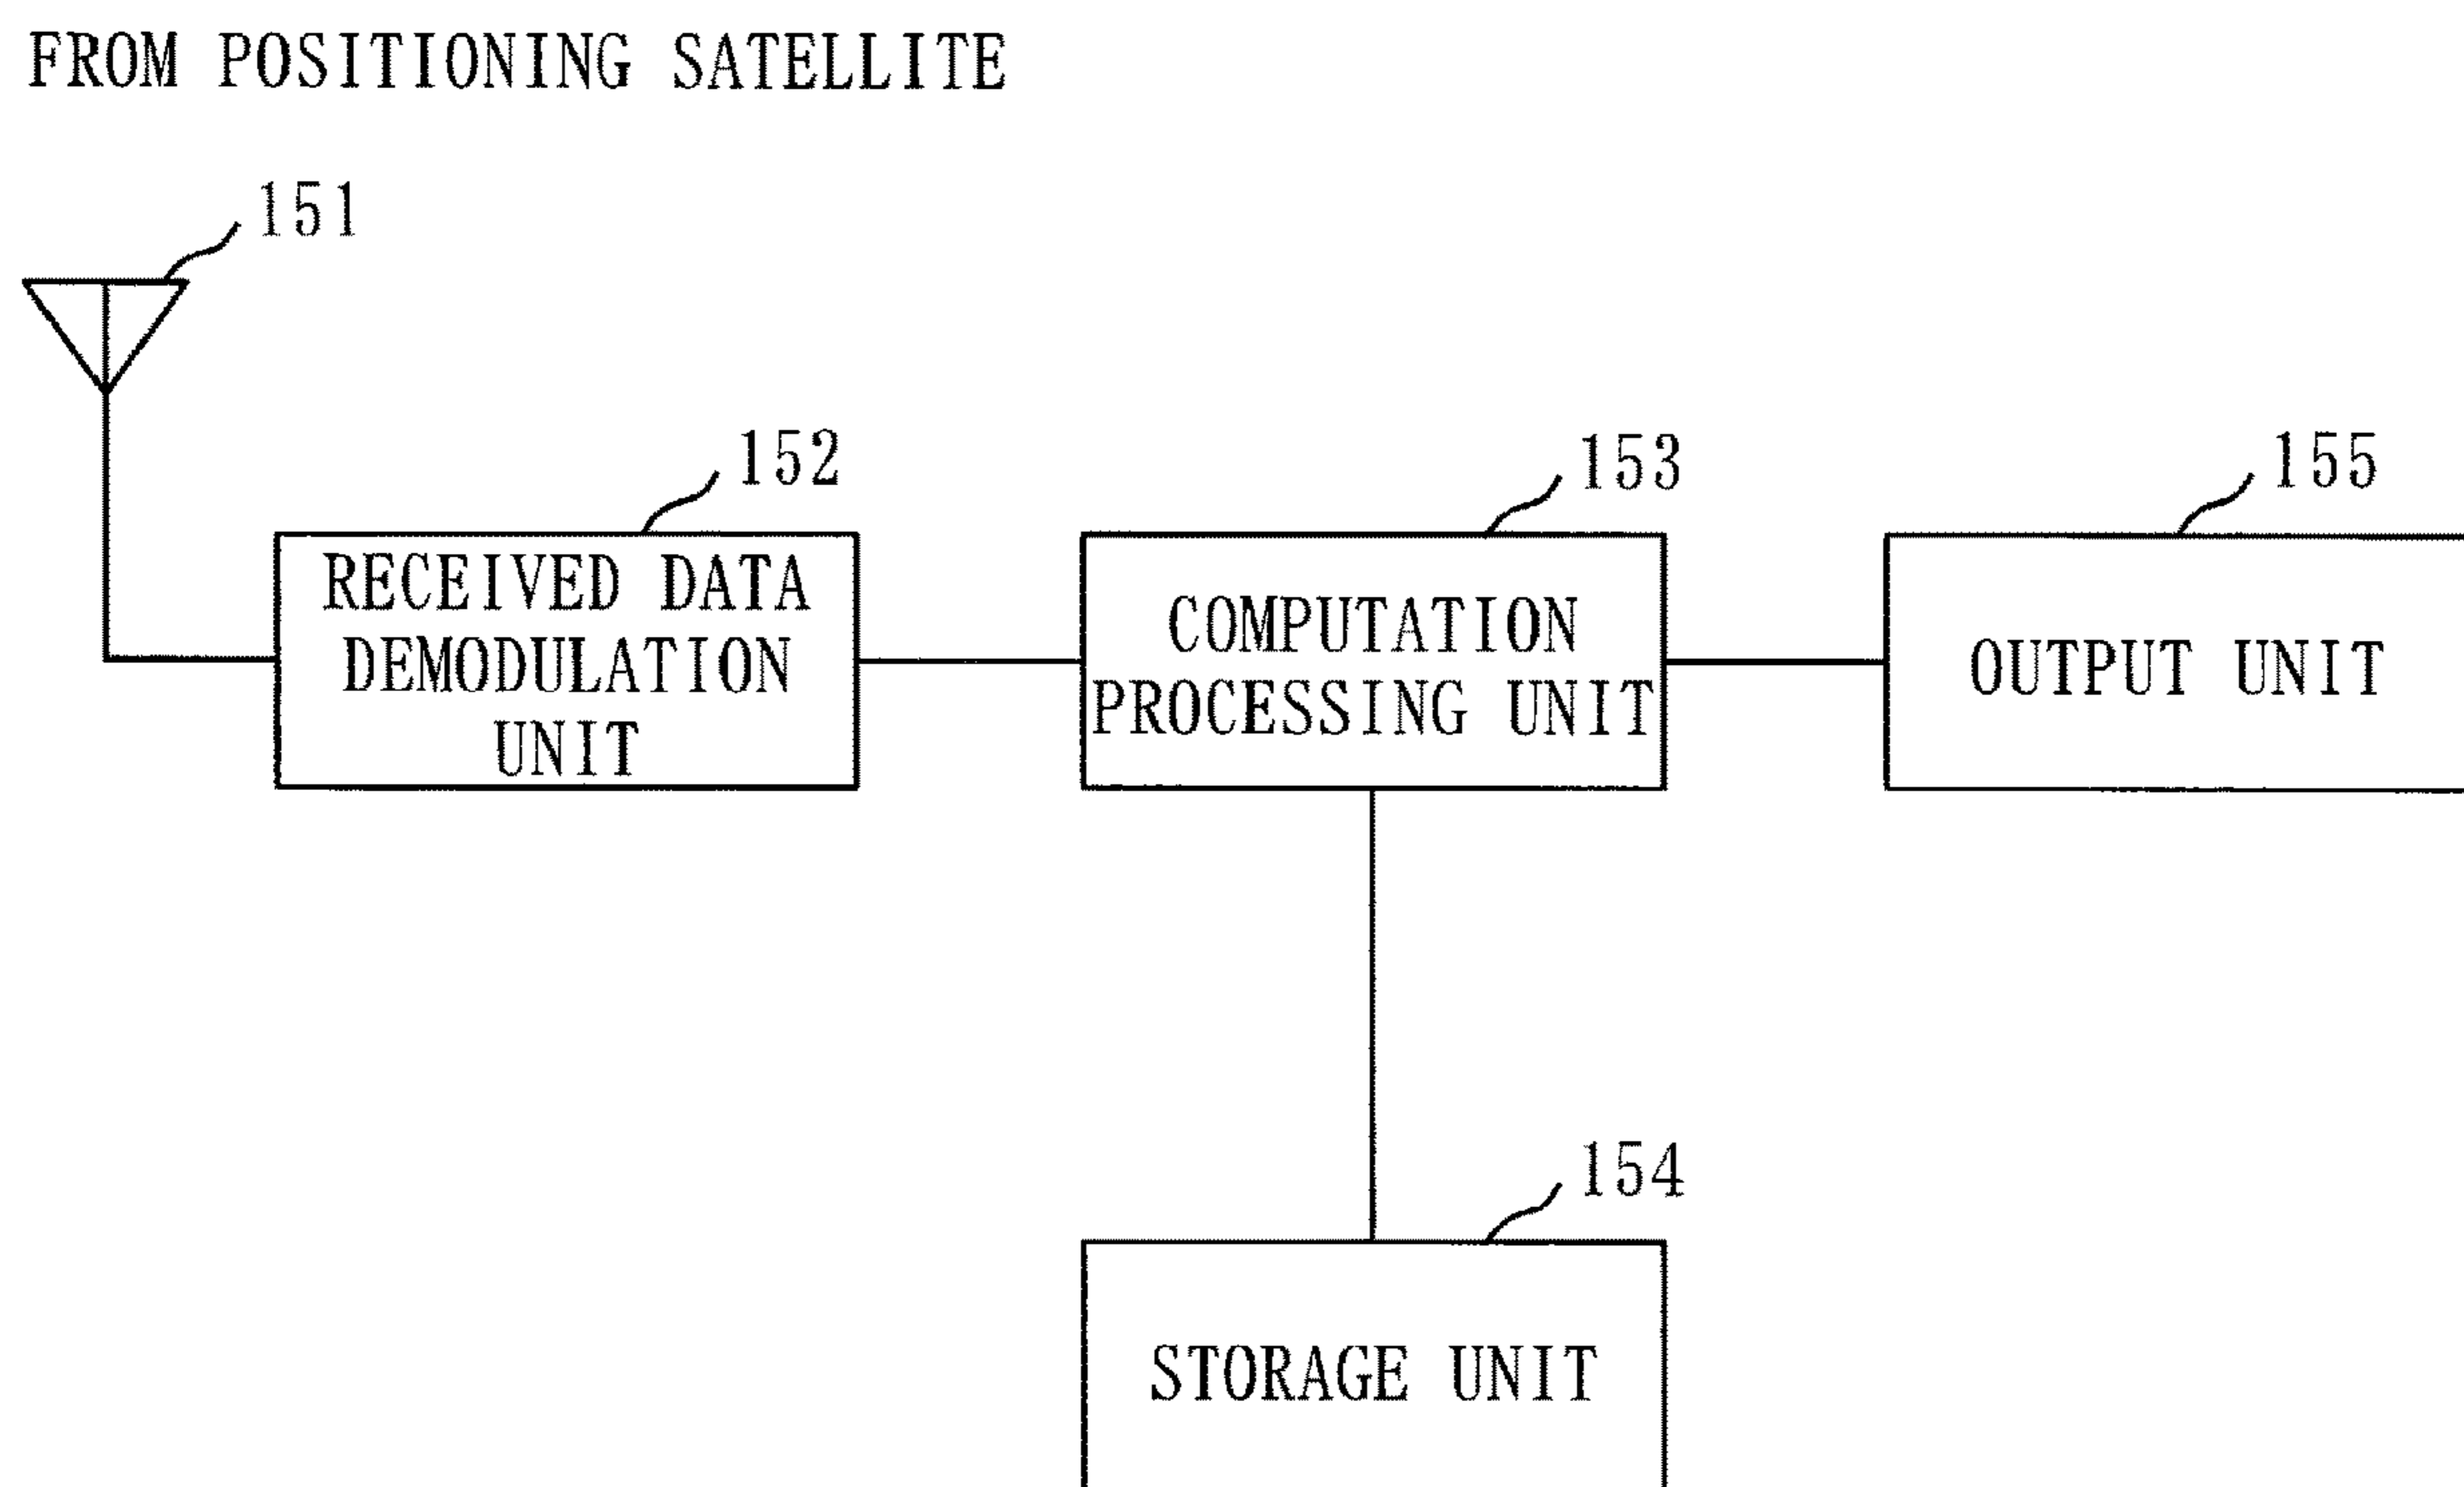 FROM POSITIONING SATELLITE
151
152
153
155
RECEIVED DATA
DEMODULATION
UNIT
COMPUTATION
PROCESSING UNIT
OUTPUT UNIT
154
STORAGE UNIT